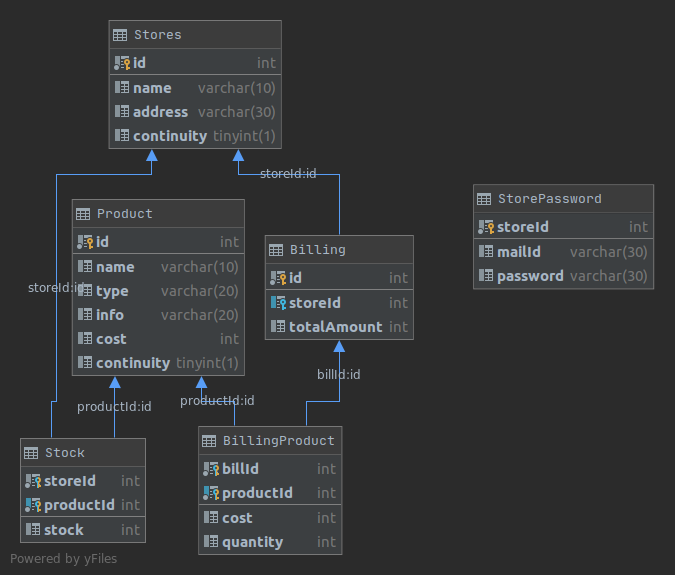 Stores
id int
name varchar(10)
address varchar(30)
continuity tinyint(1)
storeId:id
StorePassword
storeId int
mailId varchar(30)
password varchar(30)
Product
id int
name varchar(10)
type varchar(20)
info varchar(20)
cost int
continuity tinyint(1)
Billing
id int
storeId int
totalAmount int
storeId:id
billId:id
productId:id
productId:id
Stock
storeId int
productId int
stock int
BillingProduct
billId int
productId int
cost int
quantity int
Powered by yFiles